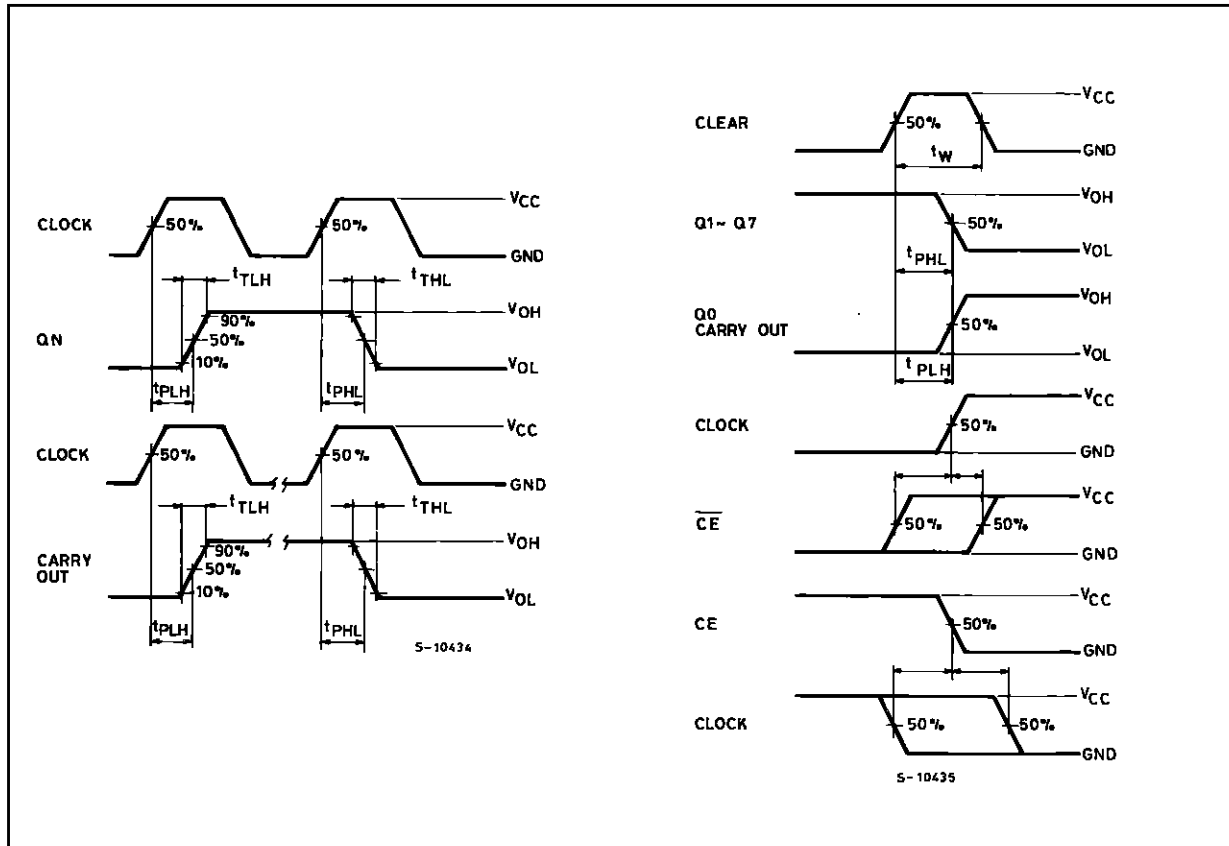 CLOCK
50%
50%
VCC
GND
tTLH
tTHL
QN
90%
50%
10%
VOH
VOL
tPLH
tPHL
CLOCK
50%
50%
VCC
GND
tTLH
tTHL
CARRY
OUT
90%
50%
10%
VOH
VOL
tPLH
tPHL
S-10434
CLEAR
50%
VCC
GND
tW
Q1~ Q7
50%
VOH
VOL
tPHL
Q0
CARRY OUT
50%
VOH
VOL
tPLH
CLOCK
50%
VCC
GND
C̅E̅
50%
50%
VCC
GND
CE
50%
VCC
GND
CLOCK
50%
50%
VCC
GND
S-10435